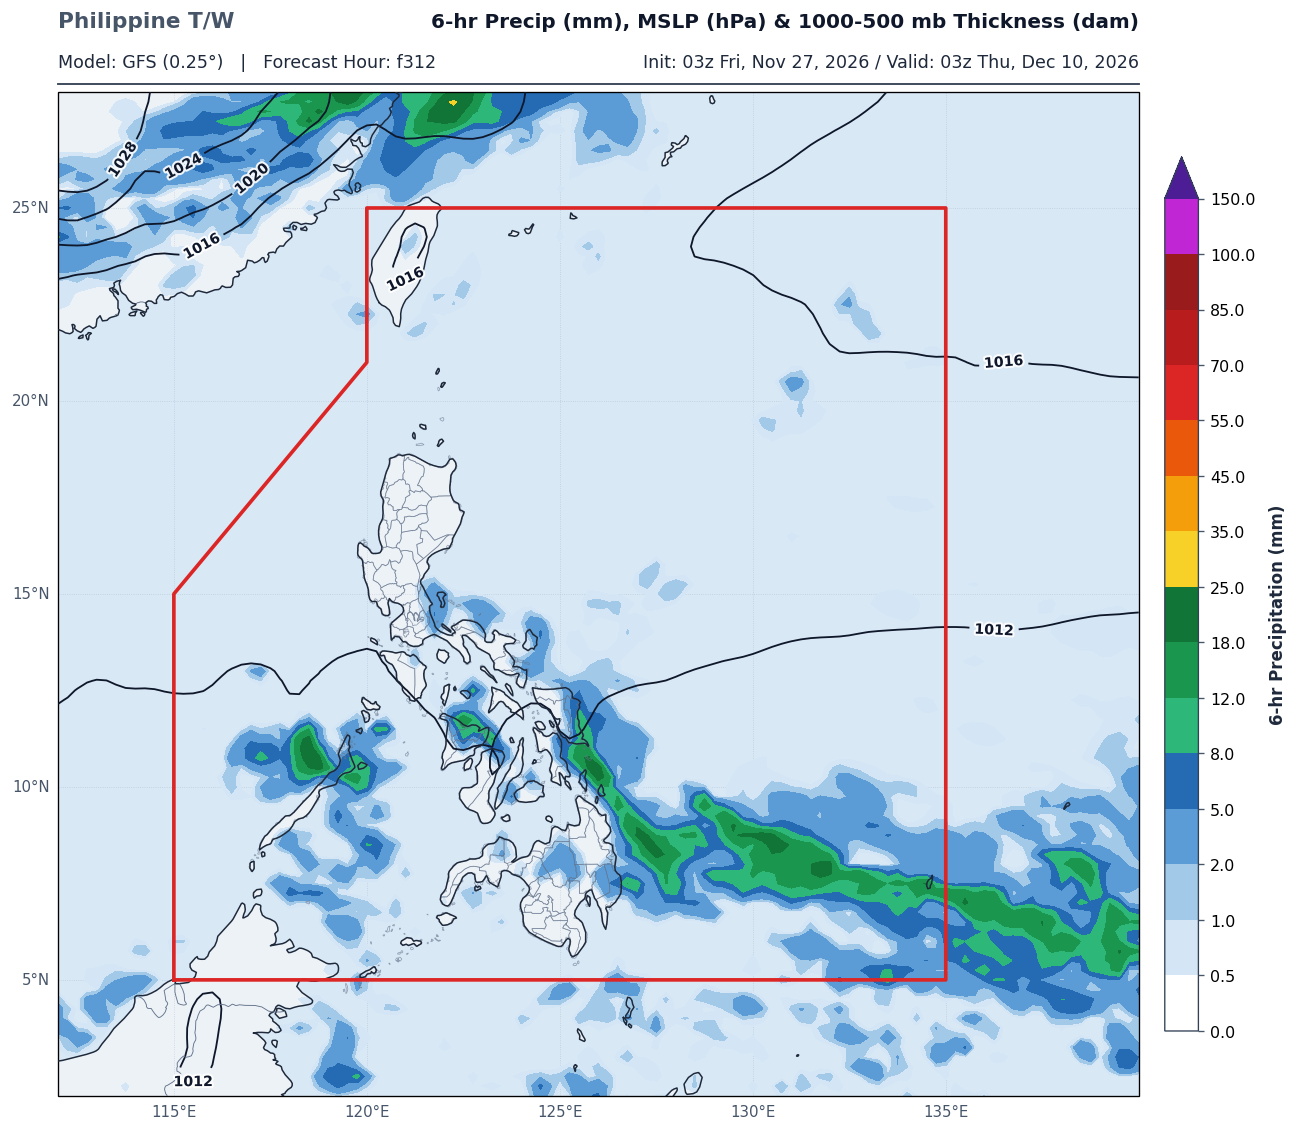 Philippine T/W
6-hr Precip (mm), MSLP (hPa) & 1000-500 mb Thickness (dam)
Model: GFS (0.25°) | Forecast Hour: f312
Init: 03z Fri, Nov 27, 2026 / Valid: 03z Thu, Dec 10, 2026
1028
1024
1020
1016
1016
1016
1012
1012
25°N
20°N
15°N
10°N
5°N
115°E
120°E
125°E
130°E
135°E
150.0
100.0
85.0
70.0
55.0
45.0
35.0
25.0
18.0
12.0
8.0
5.0
2.0
1.0
0.5
0.0
6-hr Precipitation (mm)